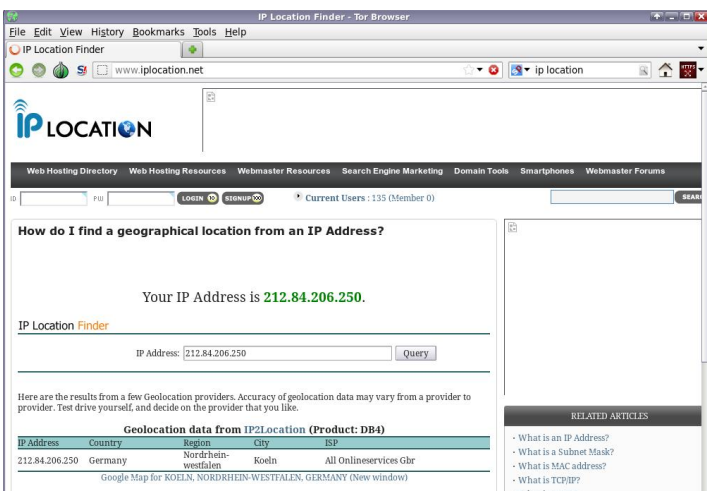 IP Location Finder - Tor Browser
File Edit View History Bookmarks Tools Help
IP Location Finder
www.iplocation.net
ip location
IP LOCATION
Web Hosting Directory Web Hosting Resources Webmaster Resources Search Engine Marketing Domain Tools Smartphones Webmaster Forums
ID PW LOGIN SIGNUP Current Users : 135 (Member 0)
How do I find a geographical location from an IP Address?
Your IP Address is 212.84.206.250.
IP Location Finder
IP Address: 212.84.206.250 Query
Here are the results from a few Geolocation providers. Accuracy of geolocation data may vary from a provider to
provider. Test drive yourself, and decide on the provider that you like.
Geolocation data from IP2Location (Product: DB4)
IP Address Country Region City ISP
212.84.206.250 Germany Nordrhein-
westfalen Koeln All Onlineservices Gbr
Google Map for KOELN, NORDRHEIN-WESTFALEN, GERMANY (New window)
RELATED ARTICLES
· What is an IP Address?
· What is a Subnet Mask?
· What is MAC address?
· What is TCP/IP?